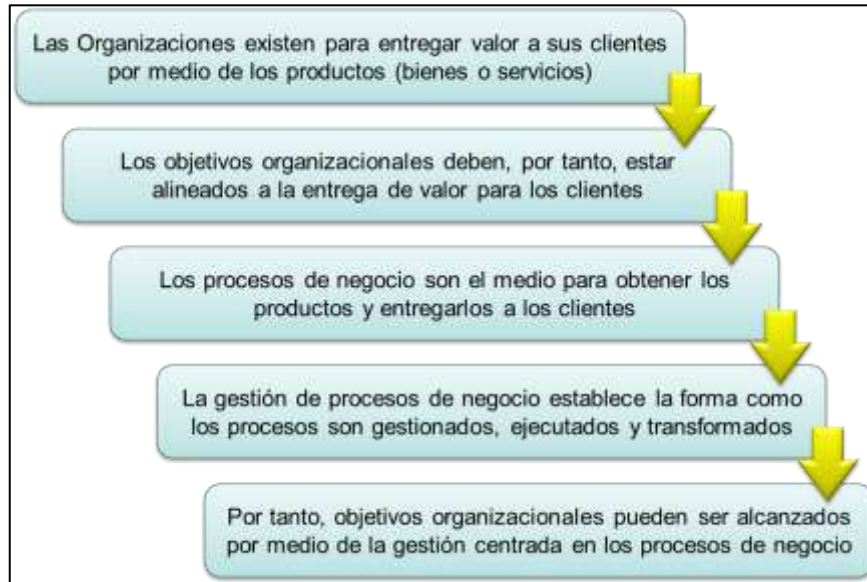 Las Organizaciones existen para entregar valor a sus clientes
por medio de los productos (bienes o servicios)
Los objetivos organizacionales deben, por tanto, estar
alineados a la entrega de valor para los clientes
Los procesos de negocio son el medio para obtener los
productos y entregarlos a los clientes
La gestión de procesos de negocio establece la forma como
los procesos son gestionados, ejecutados y transformados
Por tanto, objetivos organizacionales pueden ser alcanzados
por medio de la gestión centrada en los procesos de negocio